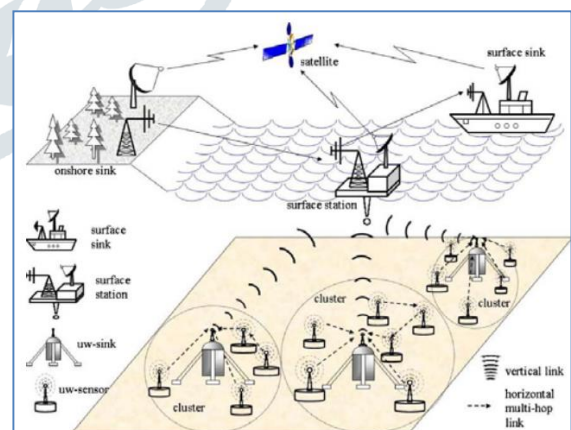 satellite
surface sink
onshore sink
surface station
surface
sink
surface
station
uw-sink
uw-sensor
cluster
cluster
cluster
vertical link
horizontal
multi-hop
link